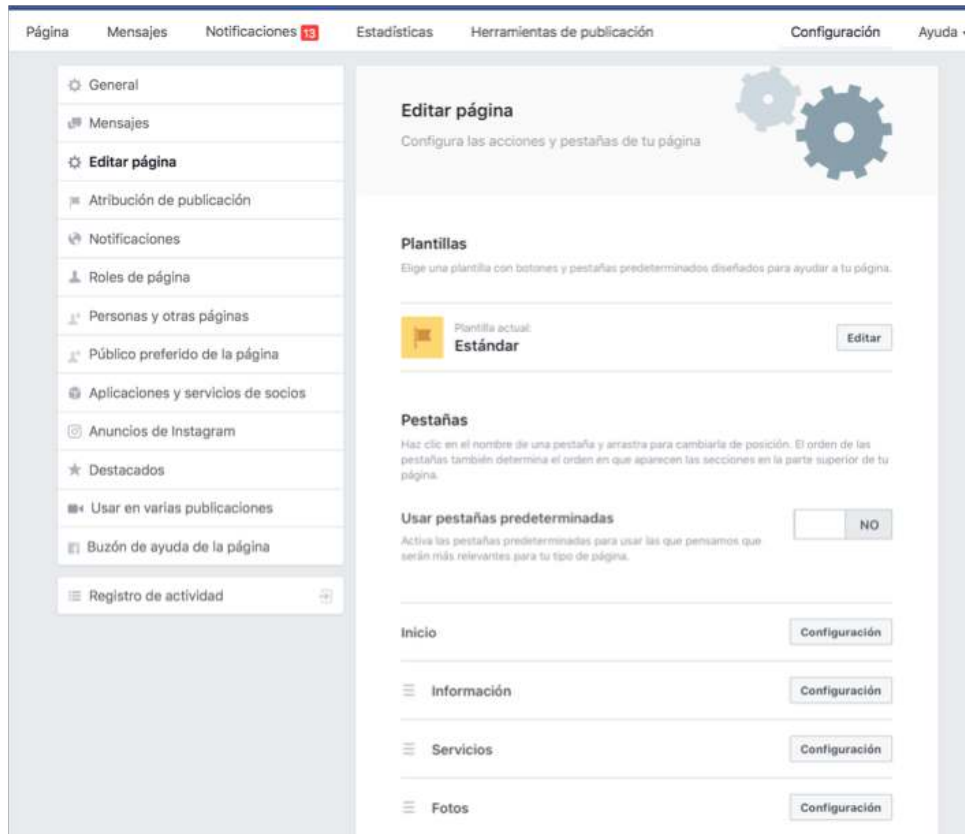 Página Mensajes Notificaciones 13 Estadísticas Herramientas de publicación Configuración Ayuda
General
Mensajes
Editar página
Atribución de publicación
Notificaciones
Roles de página
Personas y otras páginas
Público preferido de la página
Aplicaciones y servicios de socios
Anuncios de Instagram
Destacados
Usar en varias publicaciones
Buzón de ayuda de la página
Registro de actividad
Editar página
Configura las acciones y pestañas de tu página
Plantillas
Elige una plantilla con botones y pestañas predeterminados diseñados para ayudar a tu página.
Plantilla actual:
Estándar
Editar
Pestañas
Haz clic en el nombre de una pestaña y arrastra para cambiarla de posición. El orden de las
pestañas también determina el orden en que aparecen las secciones en la parte superior de tu
página.
Usar pestañas predeterminadas
NO
Activa las pestañas predeterminadas para usar las que pensamos que
serán más relevantes para tu tipo de página.
Inicio Configuración
Información Configuración
Servicios Configuración
Fotos Configuración